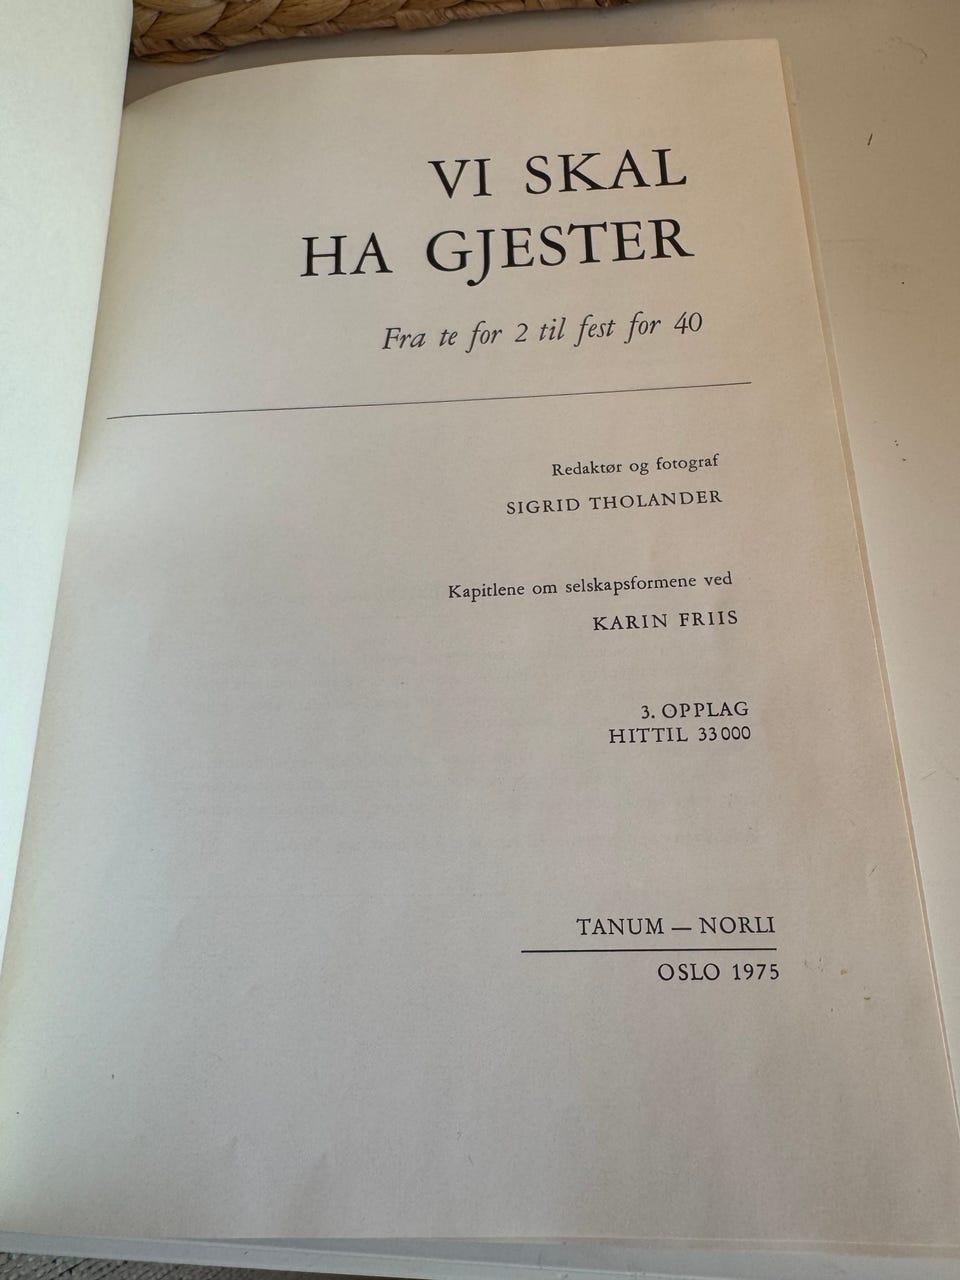 VI SKAL
HA GJESTER
Fra te for 2 til fest for 40
Redaktør og fotograf
SIGRID THOLANDER
Kapitlene om selskapsformene ved
KARIN FRIIS
3. OPPLAG
HITTIL 33000
TANUM — NORLI
OSLO 1975